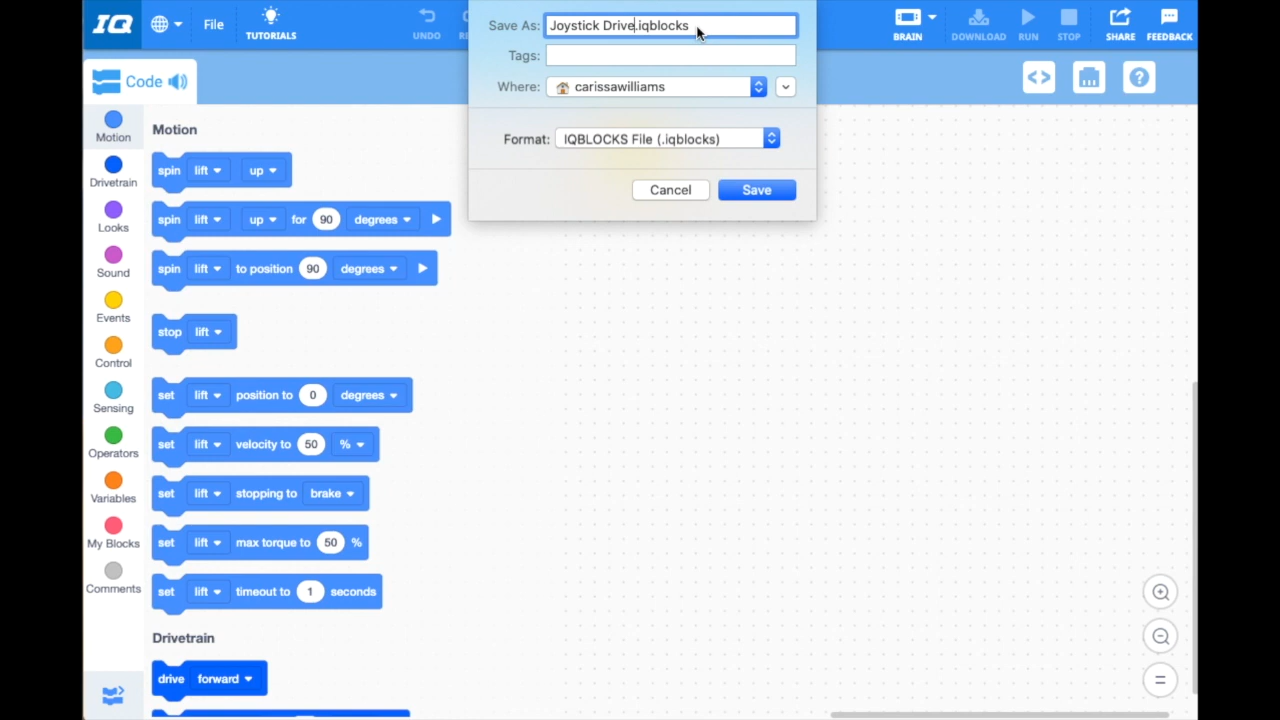 IQ
File
TUTORIALS
UNDO
Save As: Joystick Drive.iqblocks
Tags:
Where: carissawilliams
Format: IQBLOCKS File (.iqblocks)
Cancel Save
BRAIN
DOWNLOAD
RUN
STOP
SHARE
FEEDBACK
Code
Motion
Drivetrain
Looks
Sound
Events
Control
Sensing
Operators
Variables
My Blocks
Comments
Motion
spin lift up
spin lift up for 90 degrees
spin lift to position 90 degrees
stop lift
set lift position to 0 degrees
set lift velocity to 50 %
set lift stopping to brake
set lift max torque to 50 %
set lift timeout to 1 seconds
Drivetrain
drive forward